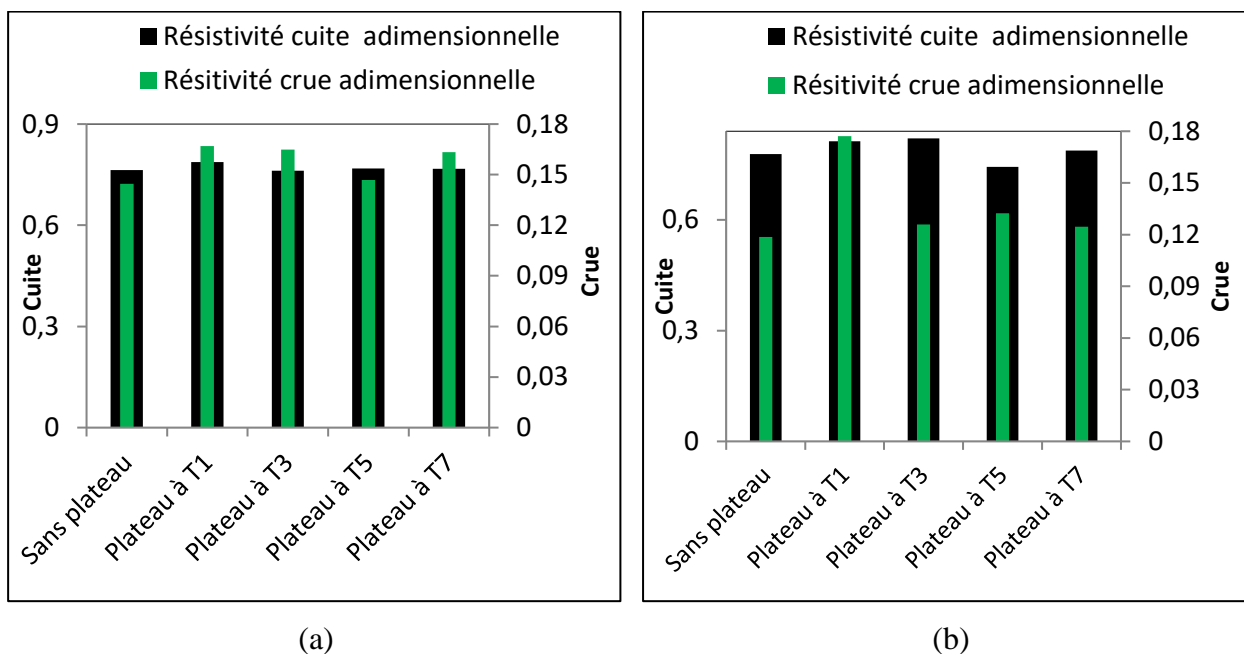 Résistivité cuite  adimensionnelle
Résitivité crue adimensionnelle
0,9
0,6
0,3
0
Cuite
0,18
0,15
0,12
0,09
0,06
0,03
0
Crue
Sans plateau
Plateau à T1
Plateau à T3
Plateau à T5
Plateau à T7
(a)
Résistivité cuite  adimensionnelle
Résitivité crue adimensionnelle
0,6
0,3
0
Cuite
0,18
0,15
0,12
0,09
0,06
0,03
0
Crue
Sans plateau
Plateau à T1
Plateau à T3
Plateau à T5
Plateau à T7
(b)